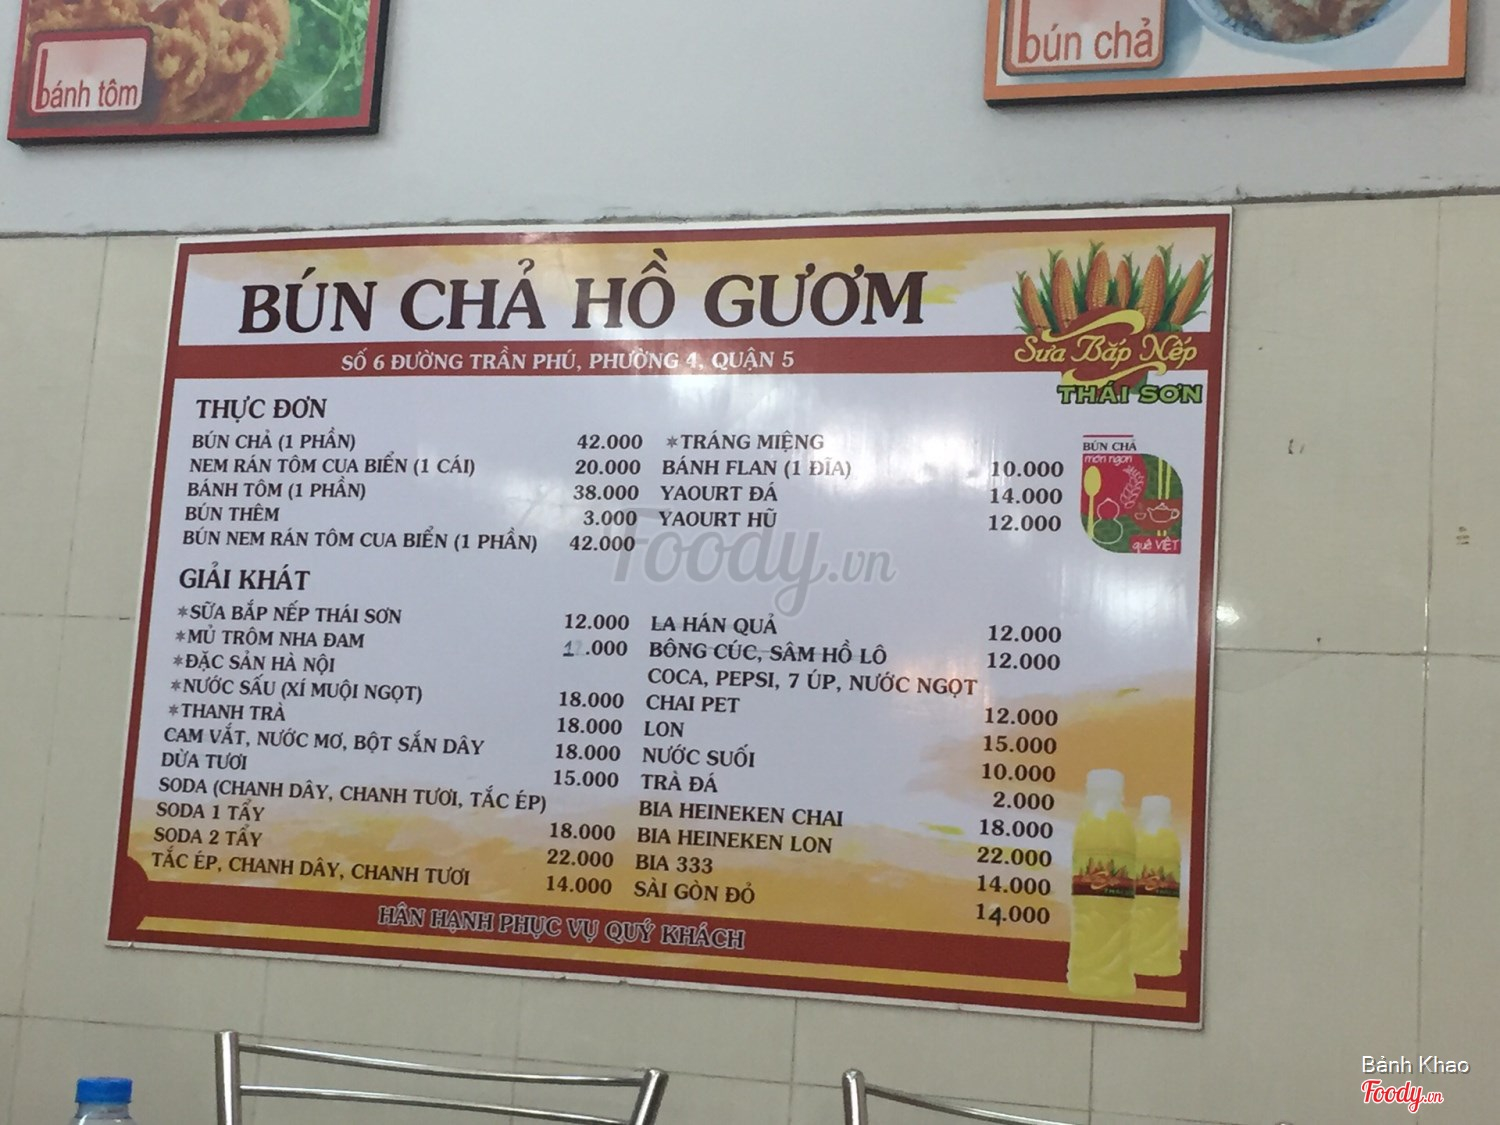 bánh tôm
bún chả
BÚN CHẢ HỒ GƯƠM
SỐ 6 ĐƯỜNG TRẦN PHÚ, PHƯỜNG 4, QUẬN 5
Sữa Bắp Nếp
THÁI SƠN
THỰC ĐƠN
BÚN CHẢ (1 PHẦN) 42.000
NEM RÁN TÔM CUA BIỂN (1 CÁI) 20.000
BÁNH TÔM (1 PHẦN) 38.000
BÚN THÊM 3.000
BÚN NEM RÁN TÔM CUA BIỂN (1 PHẦN) 42.000
*TRÁNG MIỆNG
BÁNH FLAN (1 ĐĨA) 10.000
YAOURT ĐÁ 14.000
YAOURT HŨ 12.000
BÚN CHẢ
món ngon
quê VIỆT
GIẢI KHÁT
*SỮA BẮP NẾP THÁI SƠN 12.000
*MỦ TRÔM NHA ĐAM 12.000
*ĐẶC SẢN HÀ NỘI
*NƯỚC SẤU (XÍ MUỘI NGỌT) 18.000
*THANH TRÀ 18.000
CAM VẮT, NƯỚC MƠ, BỘT SẮN DÂY 18.000
DỪA TƯƠI 15.000
SODA (CHANH DÂY, CHANH TƯƠI, TẮC ÉP)
SODA 1 TẨY 18.000
SODA 2 TẨY 22.000
TẮC ÉP, CHANH DÂY, CHANH TƯƠI 14.000
LA HÁN QUẢ 12.000
BÔNG CÚC, SÂM HỒ LÔ 12.000
COCA, PEPSI, 7 ÚP, NƯỚC NGỌT
CHAI PET 12.000
LON 15.000
NƯỚC SUỐI 10.000
TRÀ ĐÁ 2.000
BIA HEINEKEN CHAI 18.000
BIA HEINEKEN LON 22.000
BIA 333 14.000
SÀI GÒN ĐỎ 14.000
HÂN HẠNH PHỤC VỤ QUÝ KHÁCH
Foody.vn
Bảnh Khao
Foody.vn